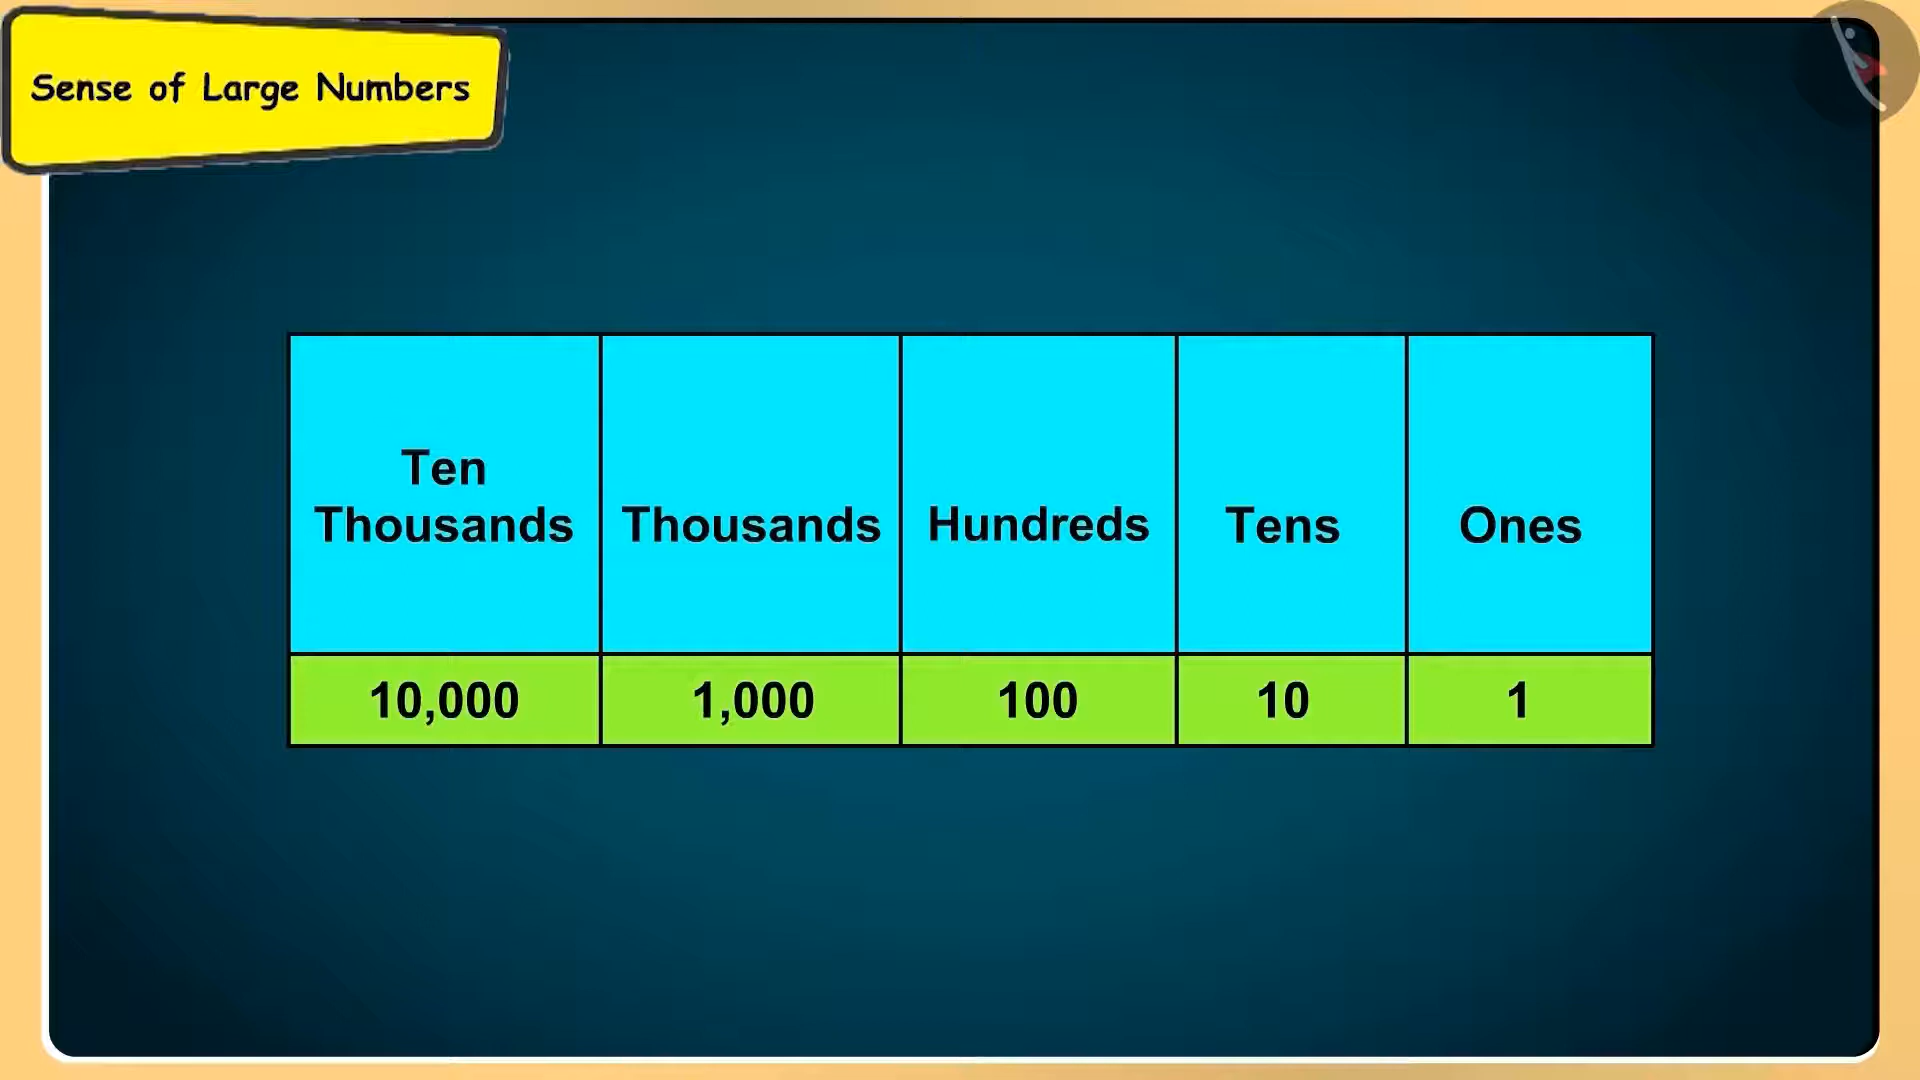 Sense of Large Numbers
Ten
Thousands Thousands Hundreds Tens Ones
10,000 1,000 100 10 1